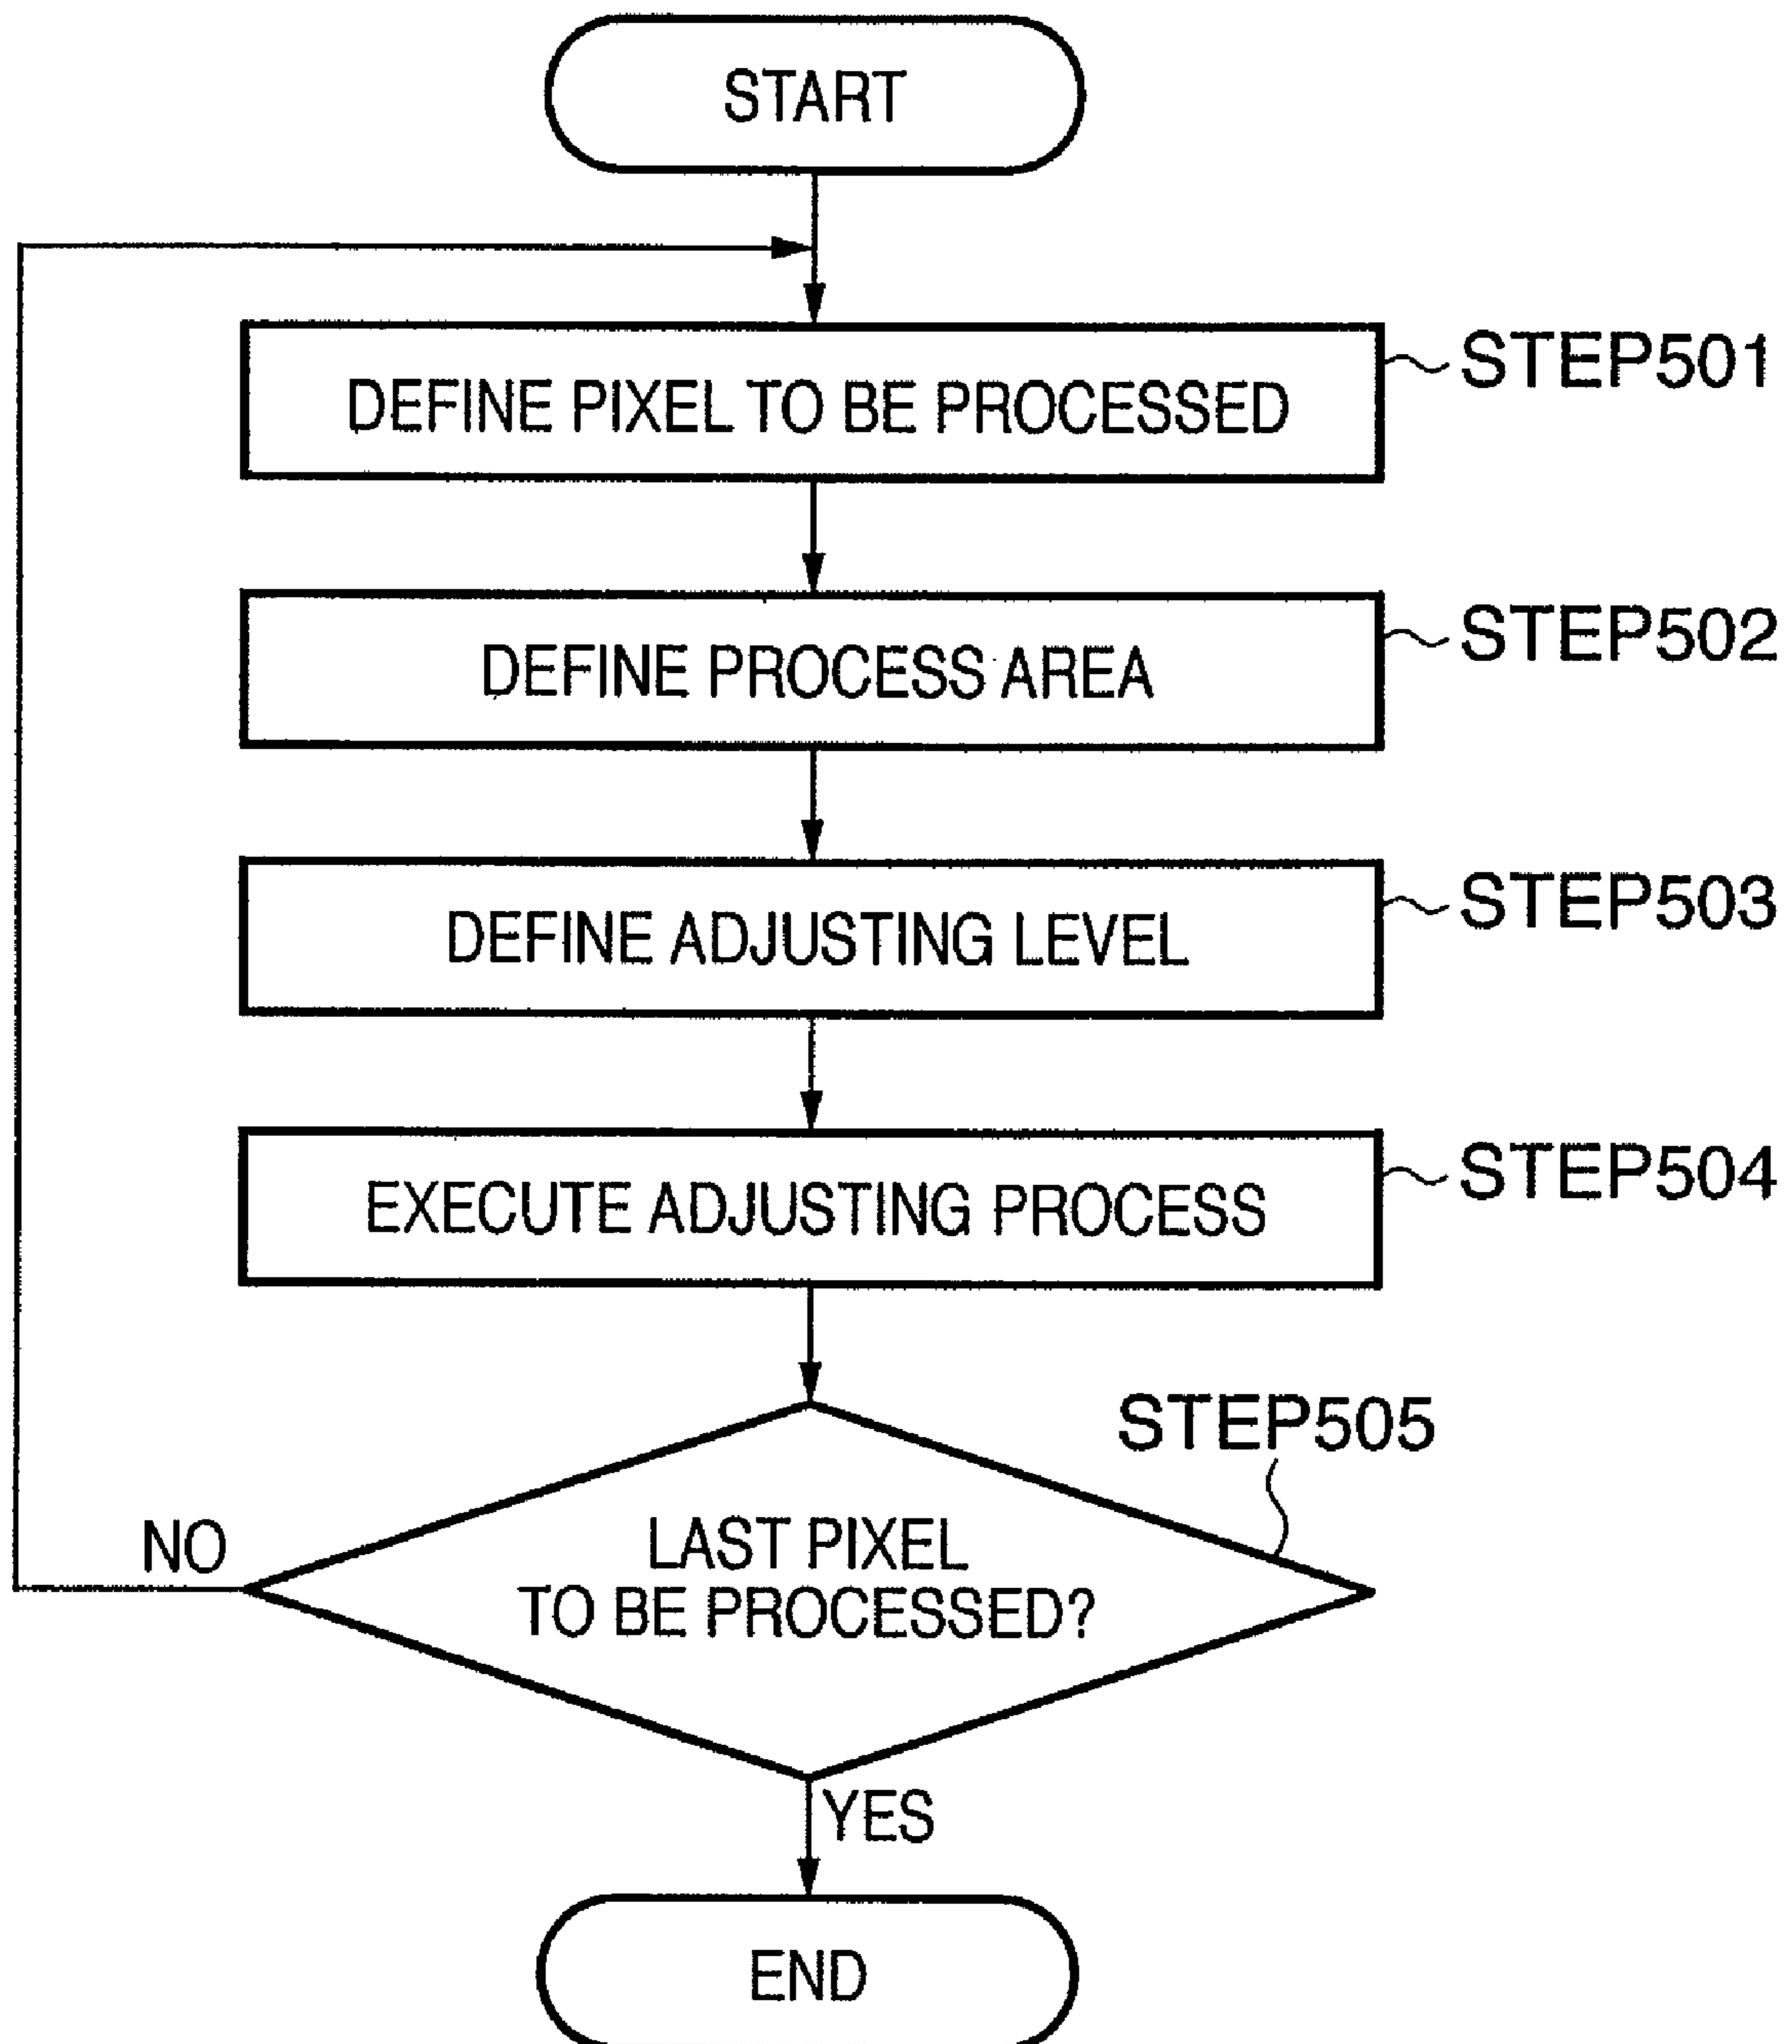 START
DEFINE PIXEL TO BE PROCESSED
STEP501
DEFINE PROCESS AREA
STEP502
DEFINE ADJUSTING LEVEL
STEP503
EXECUTE ADJUSTING PROCESS
STEP504
STEP505
LAST PIXEL
TO BE PROCESSED?
NO
YES
END